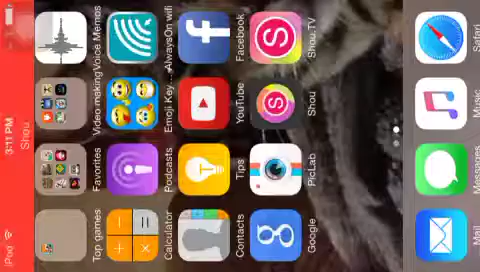 iPod 3:11 PM
Shou
Top games Favorites Video making Voice Memos
Calculator Podcasts Emoji Key... AlwaysOn wifi
Contacts Tips YouTube Facebook
Google PicLab Shou Shou.TV
Mail Messages Music Safari